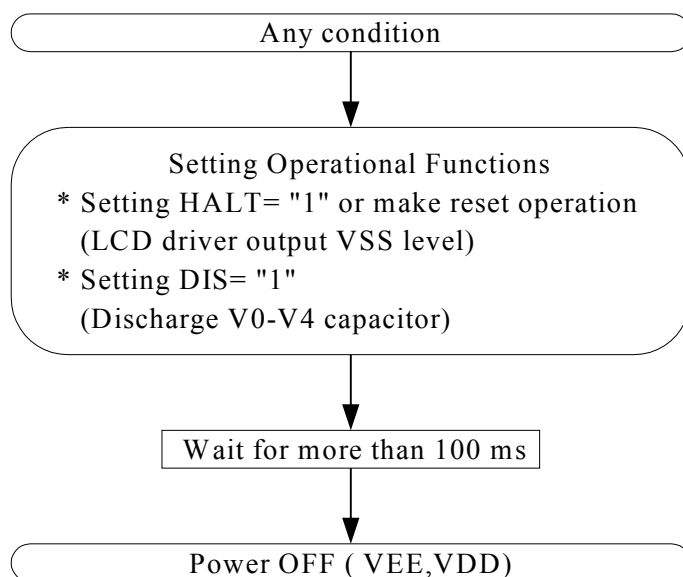 Any condition
Setting Operational Functions
* Setting HALT= "1" or make reset operation
(LCD driver output VSS level)
* Setting DIS= "1"
(Discharge V0-V4 capacitor)
Wait for more than 100 ms
Power OFF ( VEE,VDD)